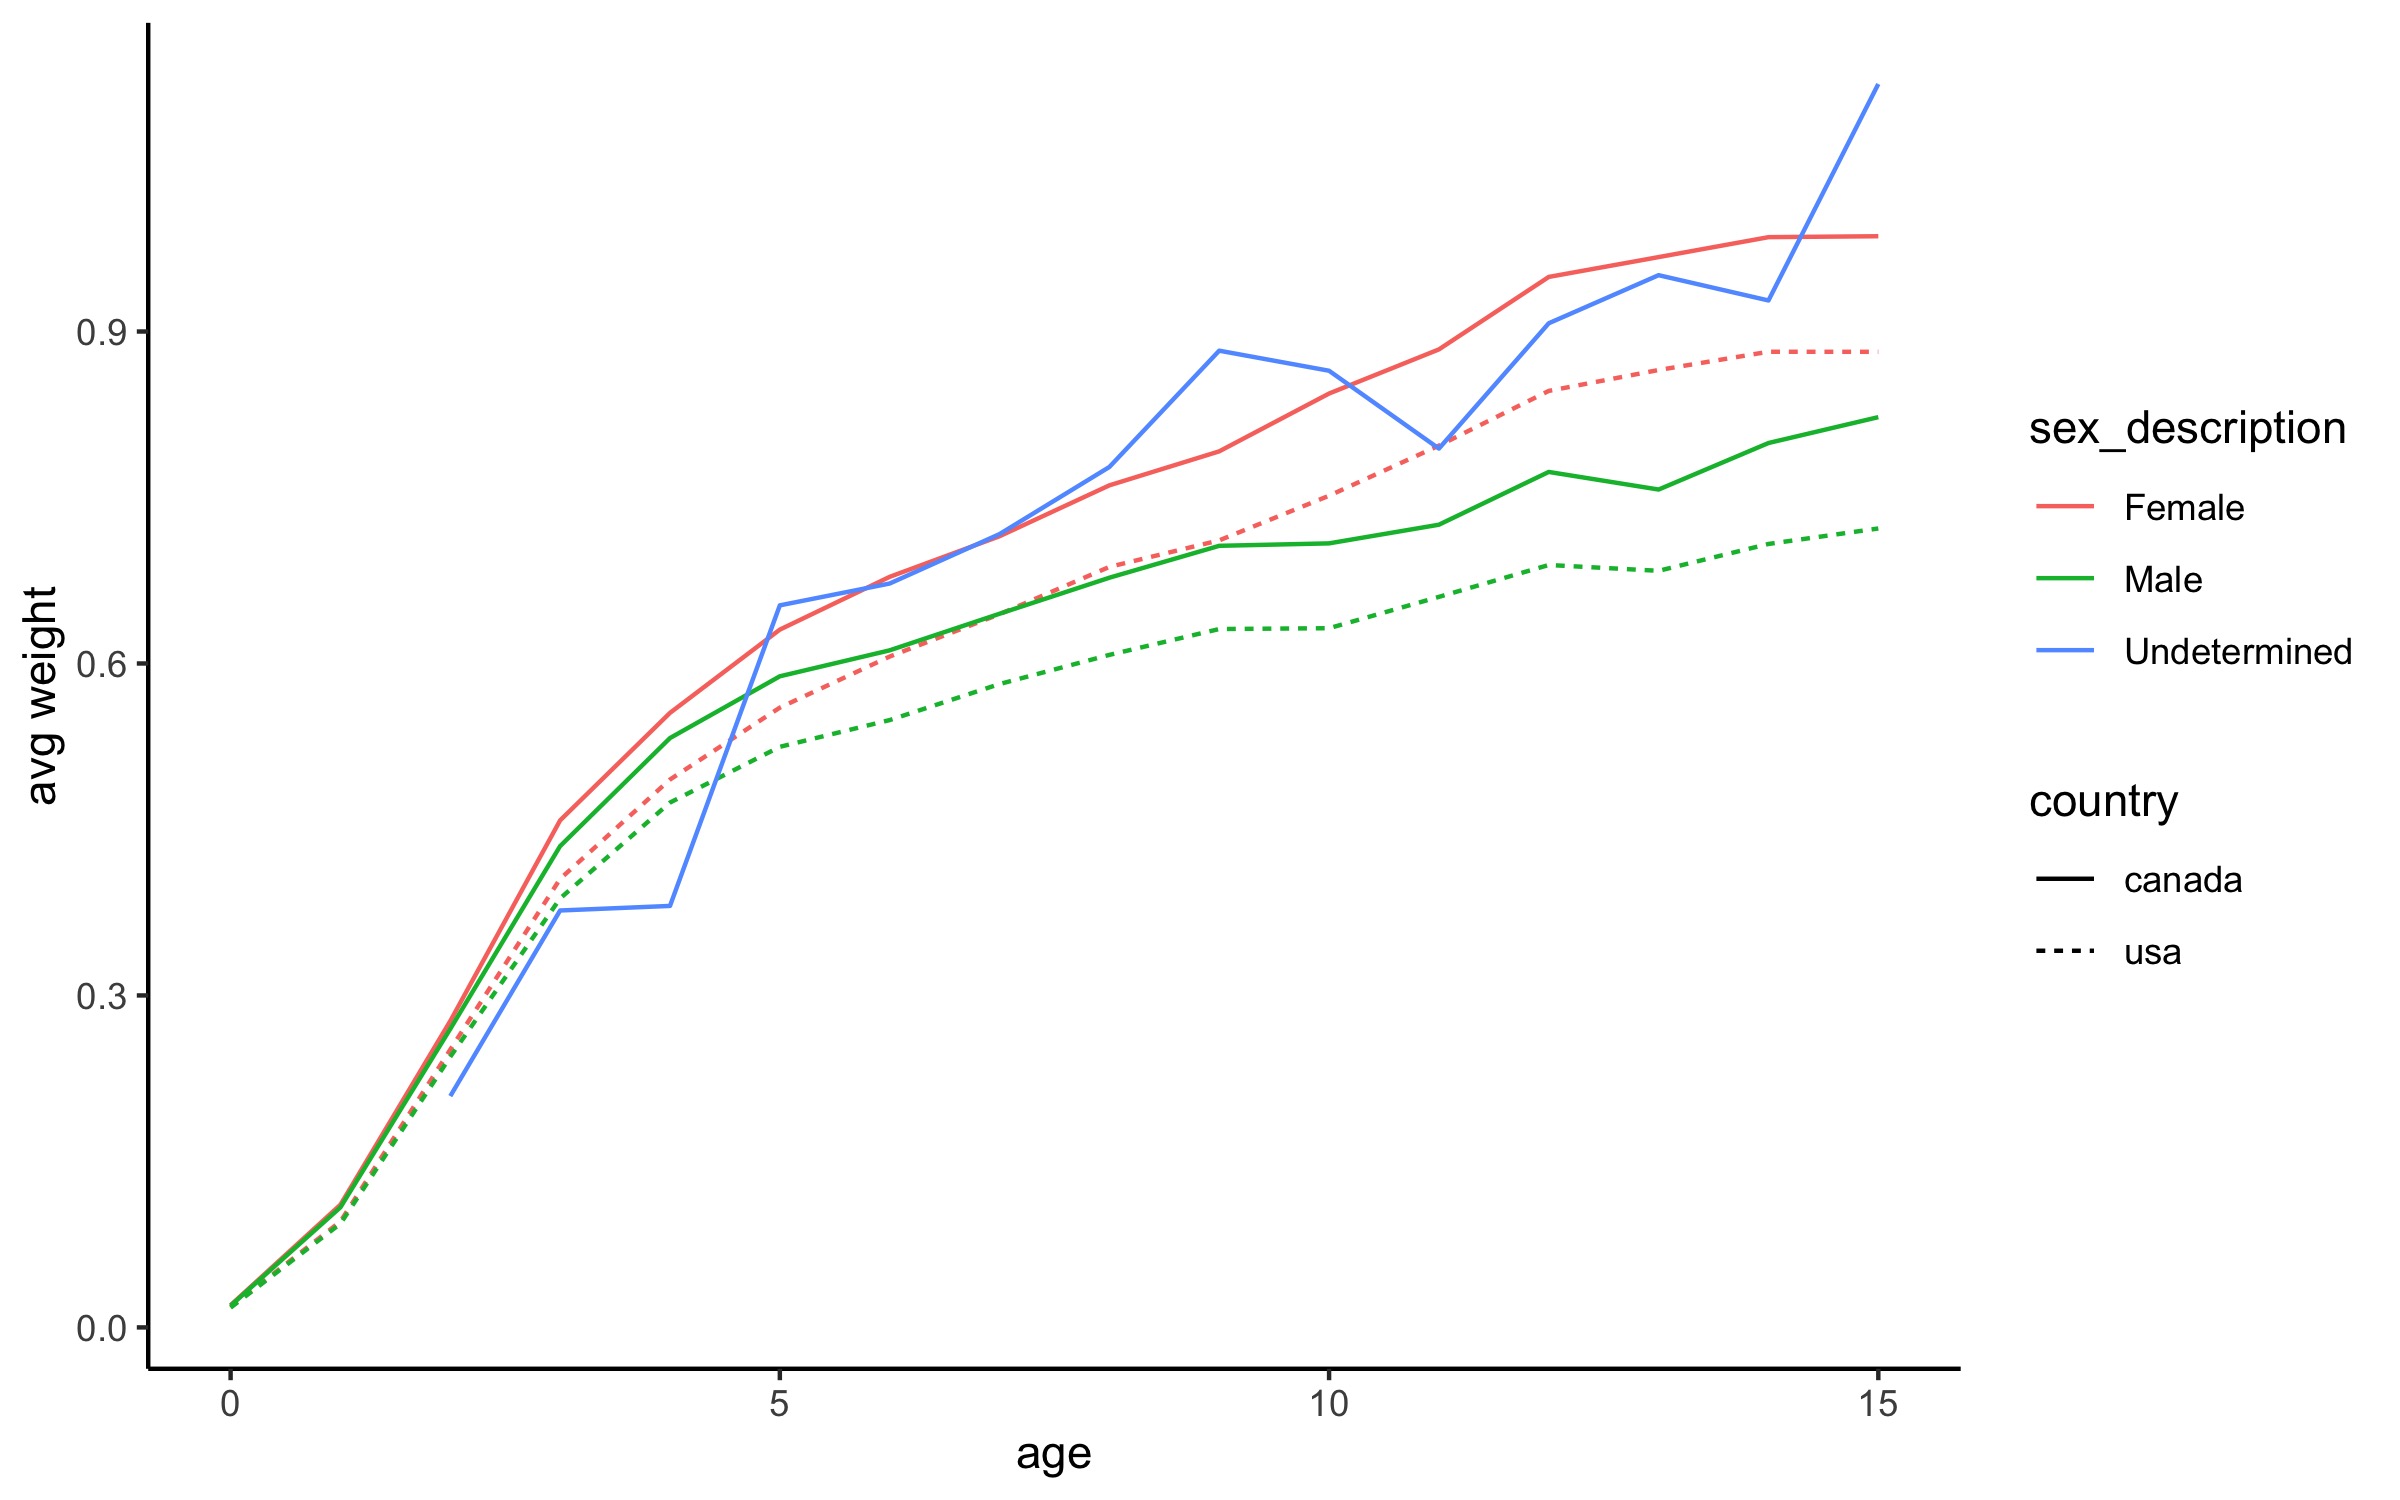 avg weight
0.9
0.6
0.3
0.0
0 5 10 15
age
sex_description
Female
Male
Undetermined
country
canada
usa